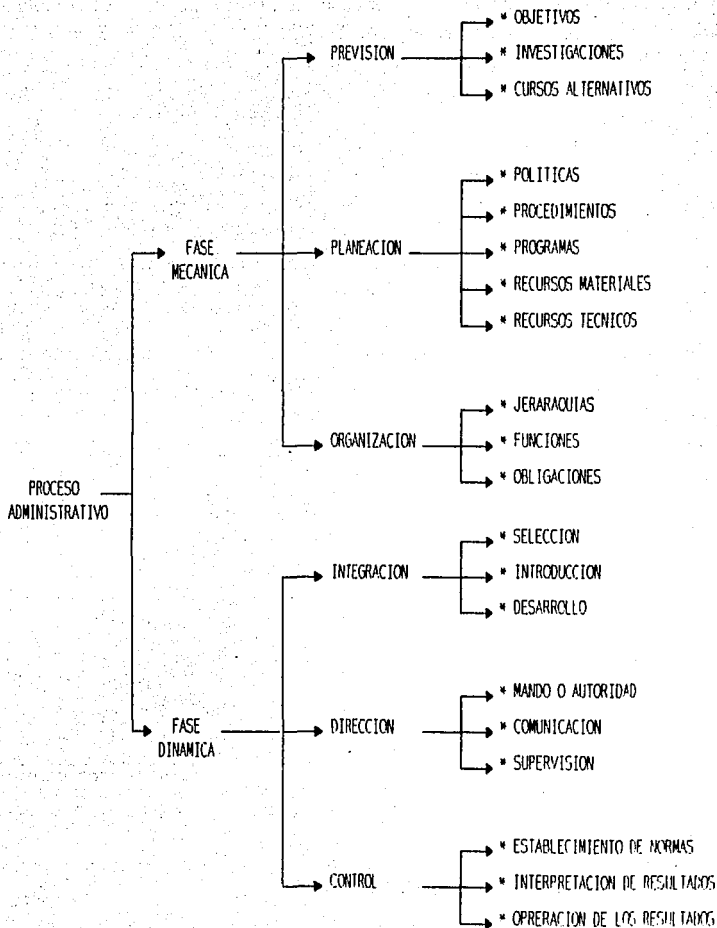 * OBJETIVOS
PREVISION
* INVESTIGACIONES
* CURSOS ALTERNATIVOS
* POLITICAS
* PROCEDIMIENTOS
FASE
MECANICA
PLANEACION
* PROGRAMAS
* RECURSOS MATERIALES
* RECURSOS TECNICOS
* JERARAQUIAS
ORGANIZACION
* FUNCIONES
* OBLIGACIONES
PROCESO
ADMINISTRATIVO
* SELECCION
INTEGRACION
* INTRODUCCION
* DESARROLLO
* MANDO O AUTORIDAD
FASE
DINAMICA
DIRECCION
* COMUNICACION
* SUPERVISION
* ESTABLECIMIENTO DE NORMAS
CONTROL
* INTERPRETACION DE RESULTADOS
* OPRERACION DE LOS RESULTADOS